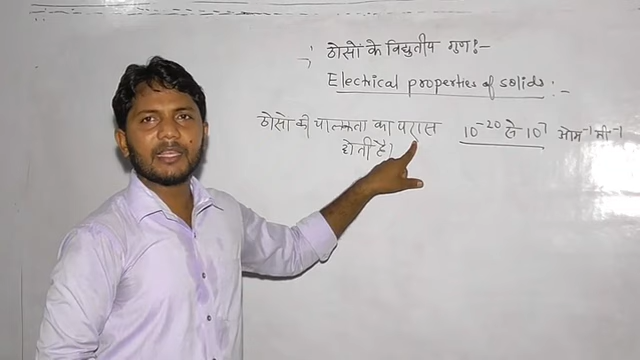 ठोसो के विद्युतीय गुण:-
Electrical properties of solids:-
ठोसो की चालकता का परास 10⁻²⁰ से 10⁷ ओम⁻¹ मी⁻¹
होती है।